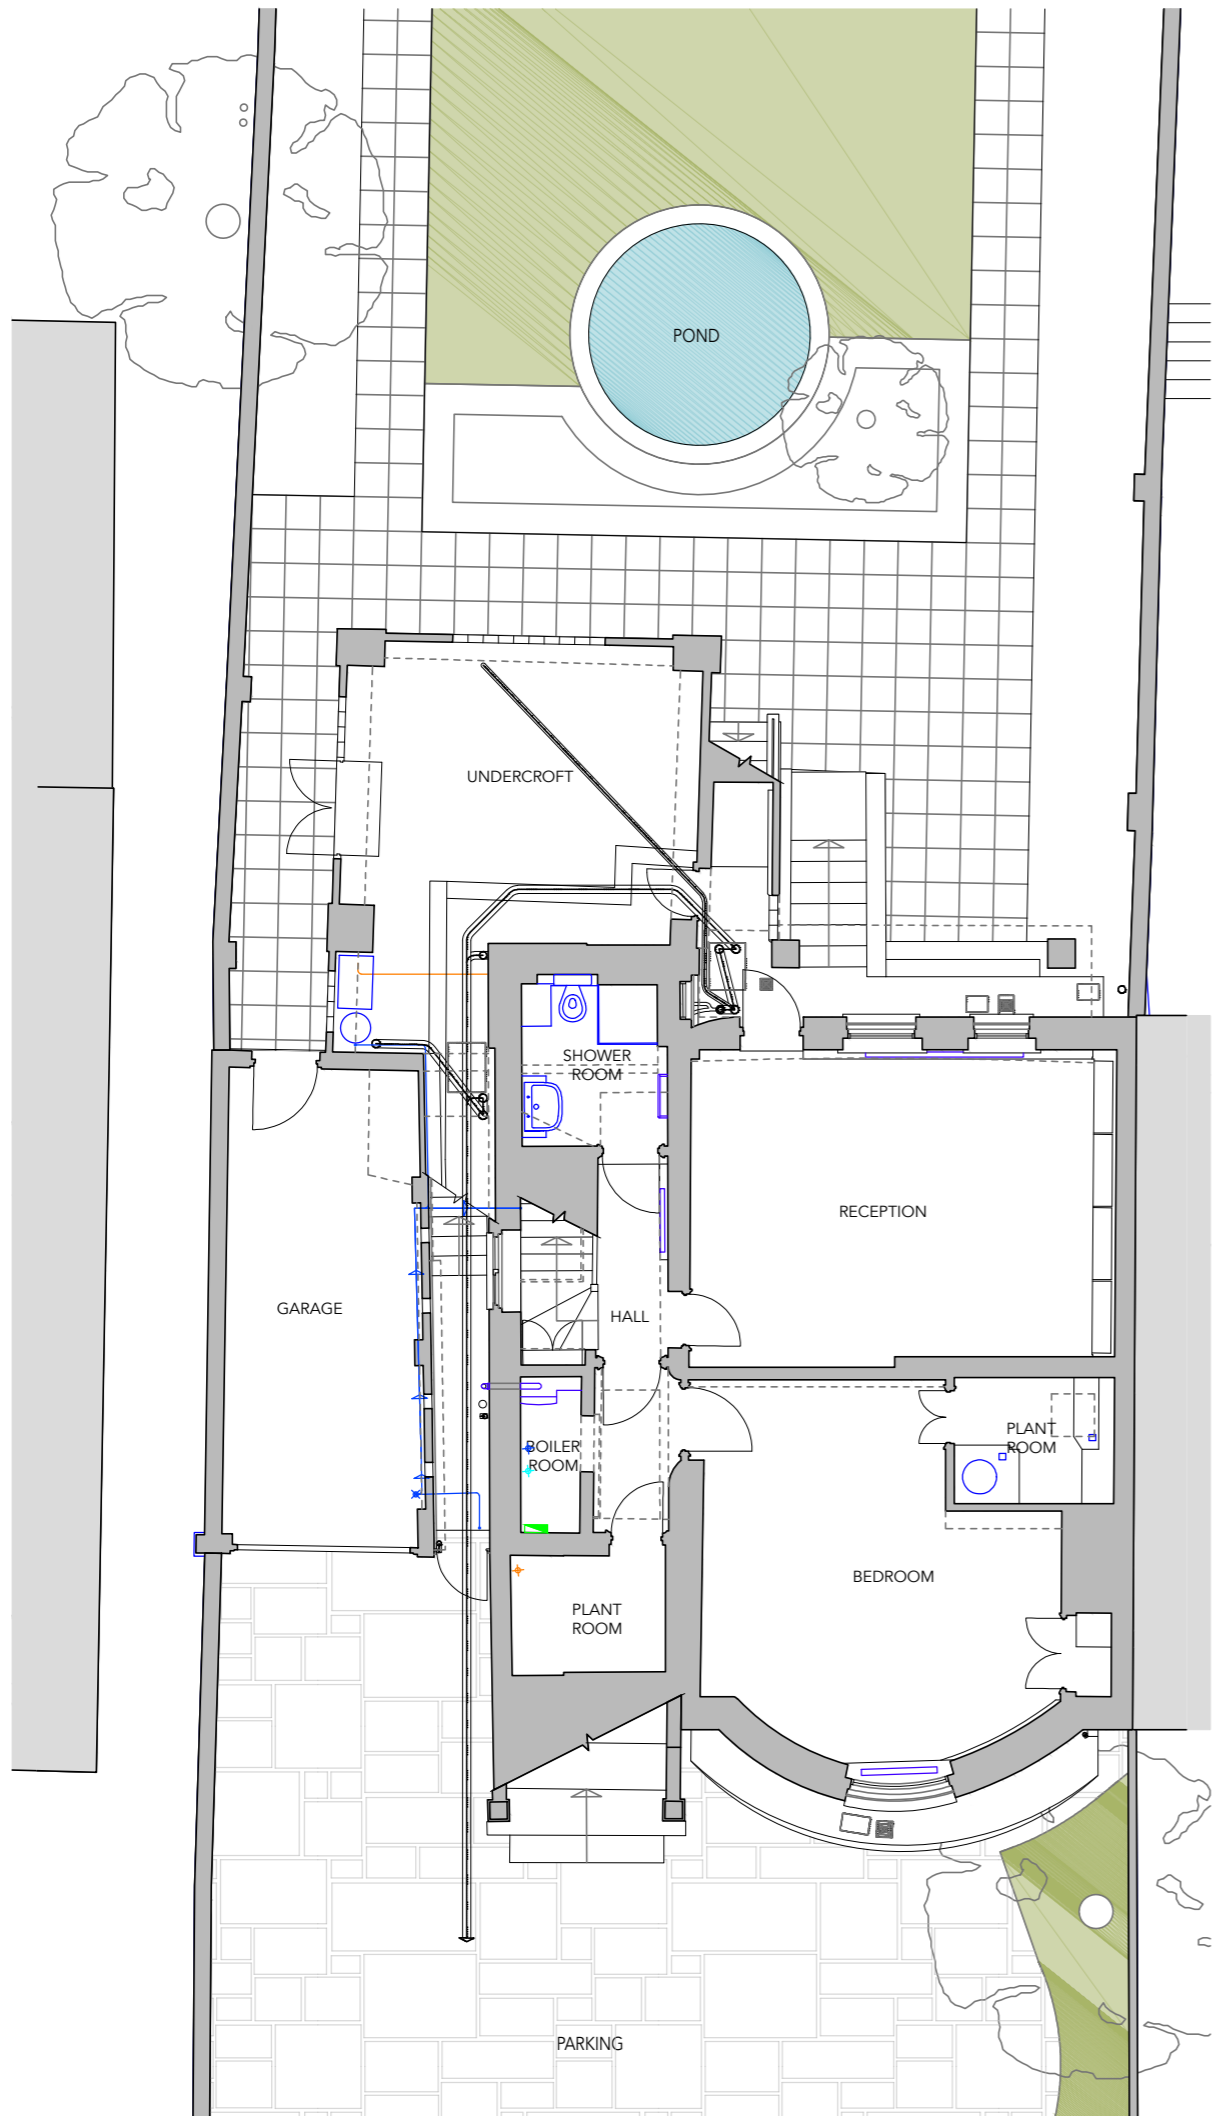 POND
UNDERCROFT
SHOWER
ROOM
RECEPTION
GARAGE
HALL
PLANT
ROOM
BOILER
ROOM
BEDROOM
PLANT
ROOM
PARKING